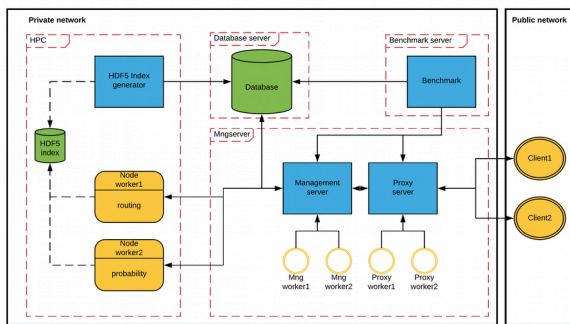 Private network
Public network
HPC
Database server
Benchmark server
HDF5 Index
generator
Database
Benchmark
HDF5
index
Mngserver
Node
worker1
routing
Management
server
Proxy
server
Client1
Client2
Node
worker2
probability
Mng
worker1
Mng
worker2
Proxy
worker1
Proxy
worker2